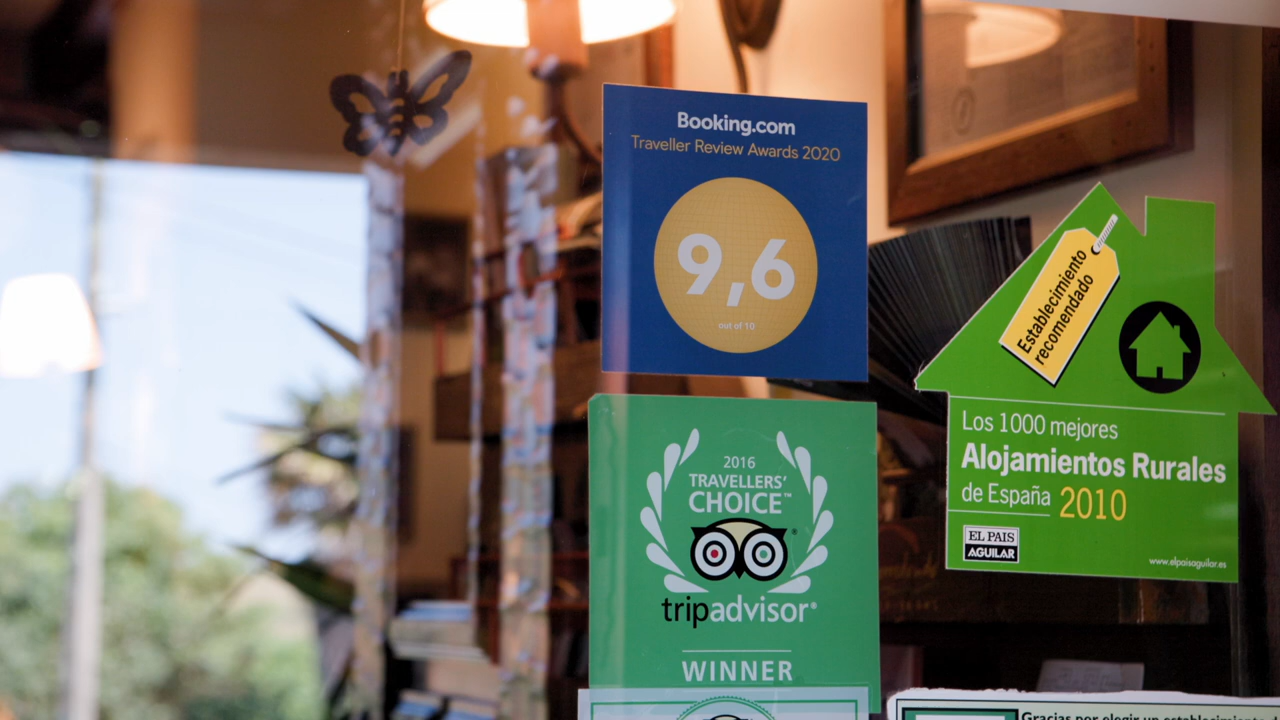 Booking.com
Traveller Review Awards 2020
9,6
out of 10
Establecimiento
recomendado
Los 1000 mejores
Alojamientos Rurales
de España 2010
EL PAIS
AGUILAR
www.elpaisaguilar.es
2016
TRAVELLERS'
CHOICE™
tripadvisor®
WINNER
Gracias por elegir un establecimiento